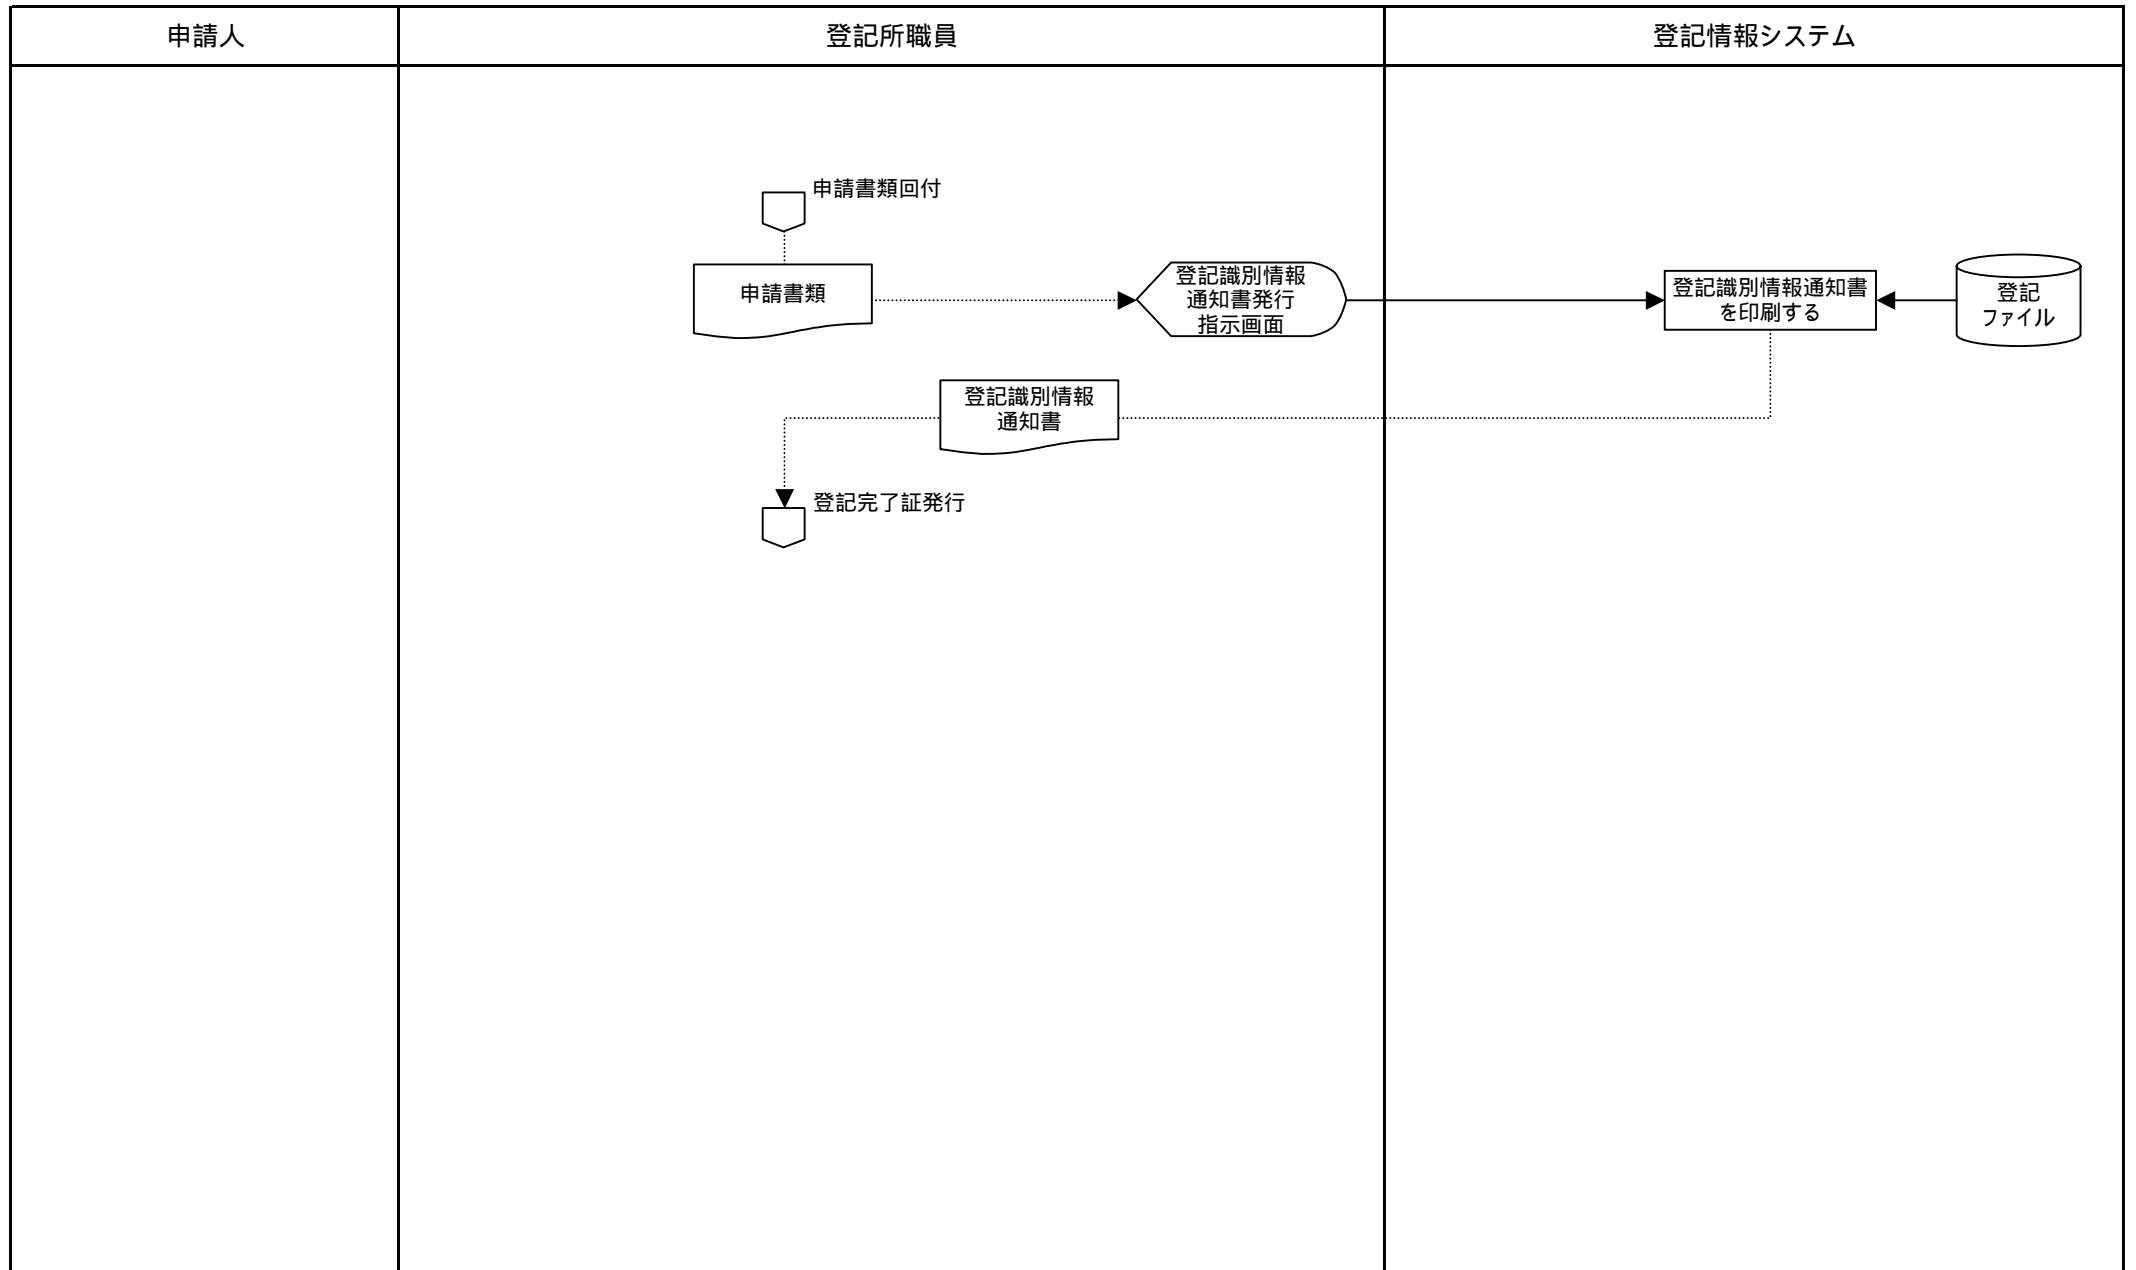 申請人
登記所職員
登記情報システム
申請書類回付
申請書類
登記識別情報
通知書発行
指示画面
登記識別情報通知書
を印刷する
登記
ファイル
登記識別情報
通知書
登記完了証発行